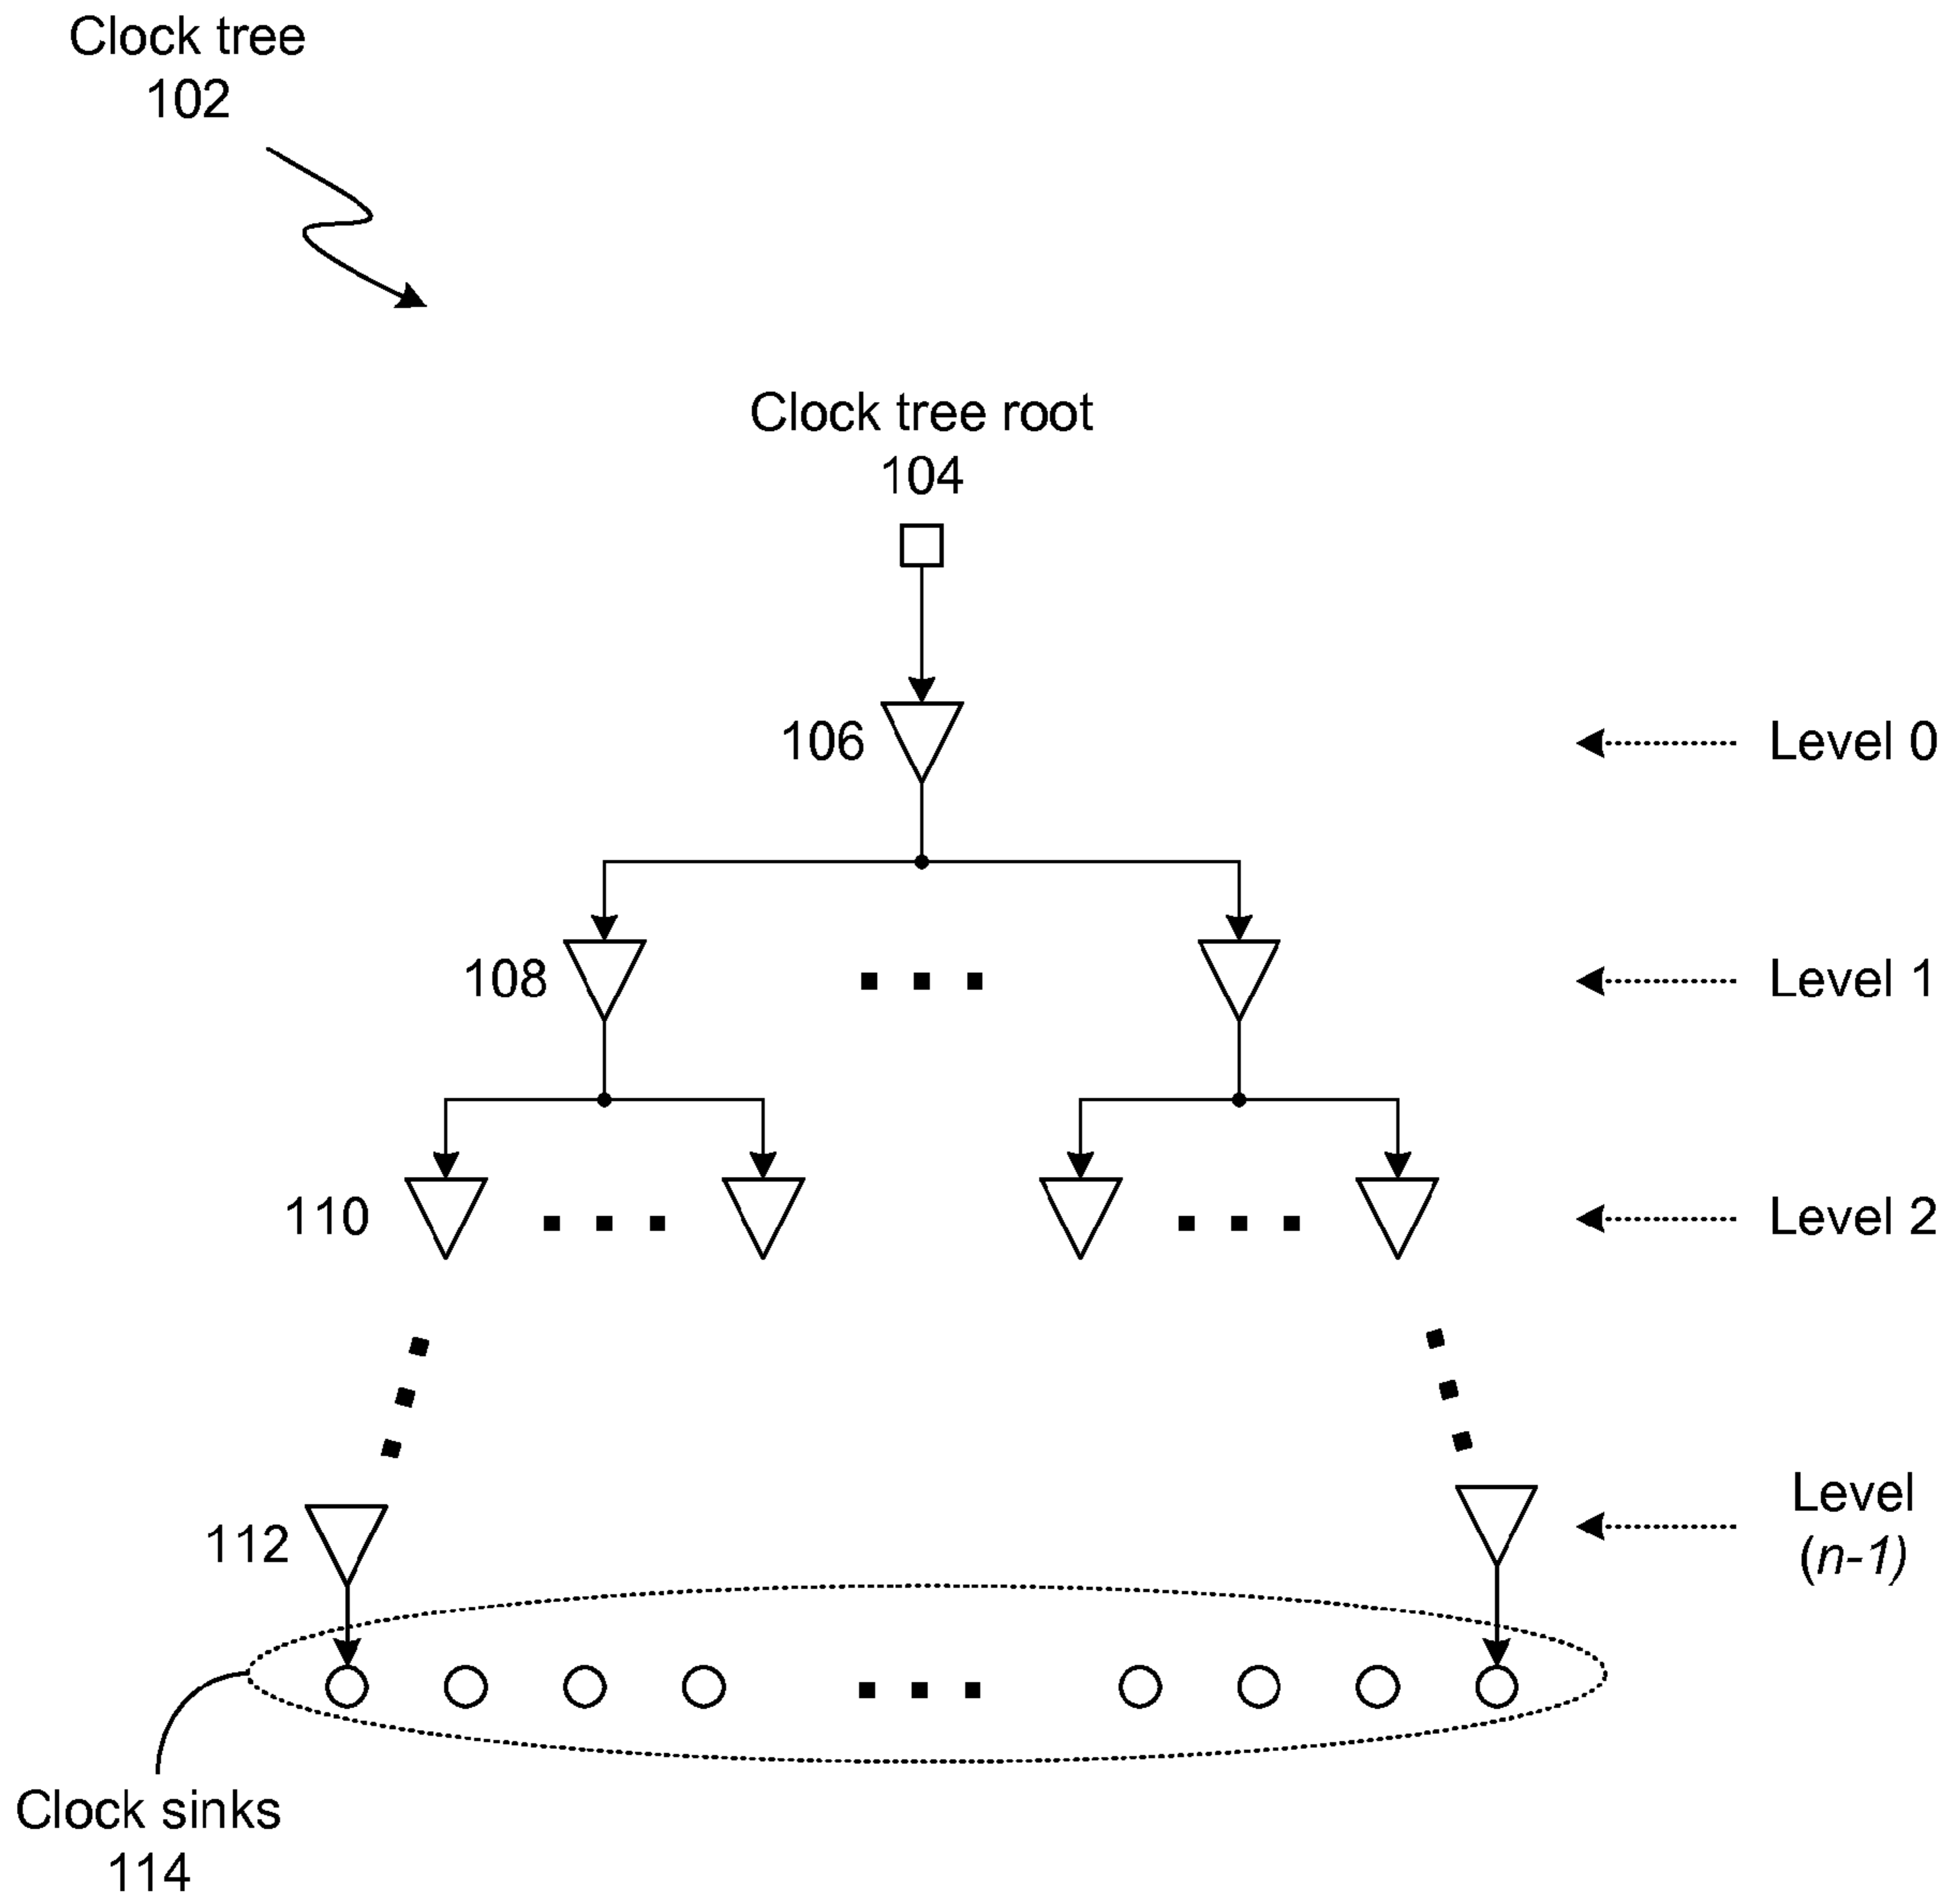 Clock tree
102
Clock tree root
104
106
Level 0
108
Level 1
110
Level 2
112
Level
(n-1)
Clock sinks
114